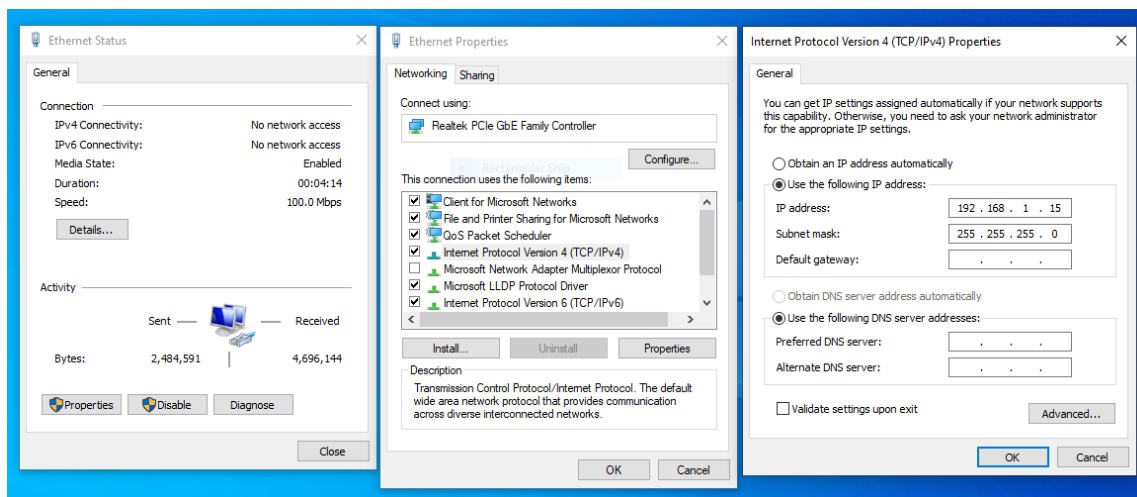 Ethernet Status
General
Connection
IPv4 Connectivity: No network access
IPv6 Connectivity: No network access
Media State: Enabled
Duration: 00:04:14
Speed: 100.0 Mbps
Details...
Activity
Sent Received
Bytes: 2,484,591 4,696,144
Properties Disable Diagnose
Close
Ethernet Properties
Networking Sharing
Connect using:
Realtek PCIe GbE Family Controller
Rectangular Snip
Configure...
This connection uses the following items:
Client for Microsoft Networks
File and Printer Sharing for Microsoft Networks
QoS Packet Scheduler
Internet Protocol Version 4 (TCP/IPv4)
Microsoft Network Adapter Multiplexor Protocol
Microsoft LLDP Protocol Driver
Internet Protocol Version 6 (TCP/IPv6)
Install... Uninstall Properties
Description
Transmission Control Protocol/Internet Protocol. The default
wide area network protocol that provides communication
across diverse interconnected networks.
OK Cancel
Internet Protocol Version 4 (TCP/IPv4) Properties
General
You can get IP settings assigned automatically if your network supports
this capability. Otherwise, you need to ask your network administrator
for the appropriate IP settings.
Obtain an IP address automatically
Use the following IP address:
IP address: 192 . 168 . 1 . 15
Subnet mask: 255 . 255 . 255 . 0
Default gateway: . . .
Obtain DNS server address automatically
Use the following DNS server addresses:
Preferred DNS server: . . .
Alternate DNS server: . . .
Validate settings upon exit
Advanced...
OK Cancel